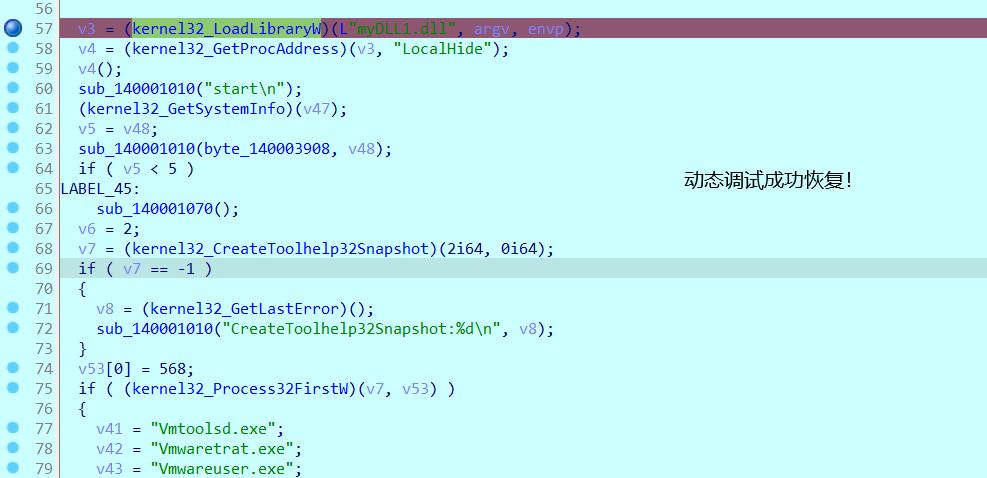 56
57 v3 = (kernel32_LoadLibraryW)(L"myDLL1.dll", argv, envp);
58 v4 = (kernel32_GetProcAddress)(v3, "LocalHide");
59 v4();
60 sub_140001010("start\n");
61 (kernel32_GetSystemInfo)(v47);
62 v5 = v48;
63 sub_140001010(byte_140003908, v48);
64 if ( v5 < 5 )
65 LABEL_45:
66 sub_140001070();
67 v6 = 2;
68 v7 = (kernel32_CreateToolhelp32Snapshot)(2i64, 0i64);
69 if ( v7 == -1 )
70 {
71 v8 = (kernel32_GetLastError)();
72 sub_140001010("CreateToolhelp32Snapshot:%d\n", v8);
73 }
74 v53[0] = 568;
75 if ( (kernel32_Process32FirstW)(v7, v53) )
76 {
77 v41 = "Vmtoolsd.exe";
78 v42 = "Vmwaretrat.exe";
79 v43 = "Vmwareuser.exe";
动态调试成功恢复！